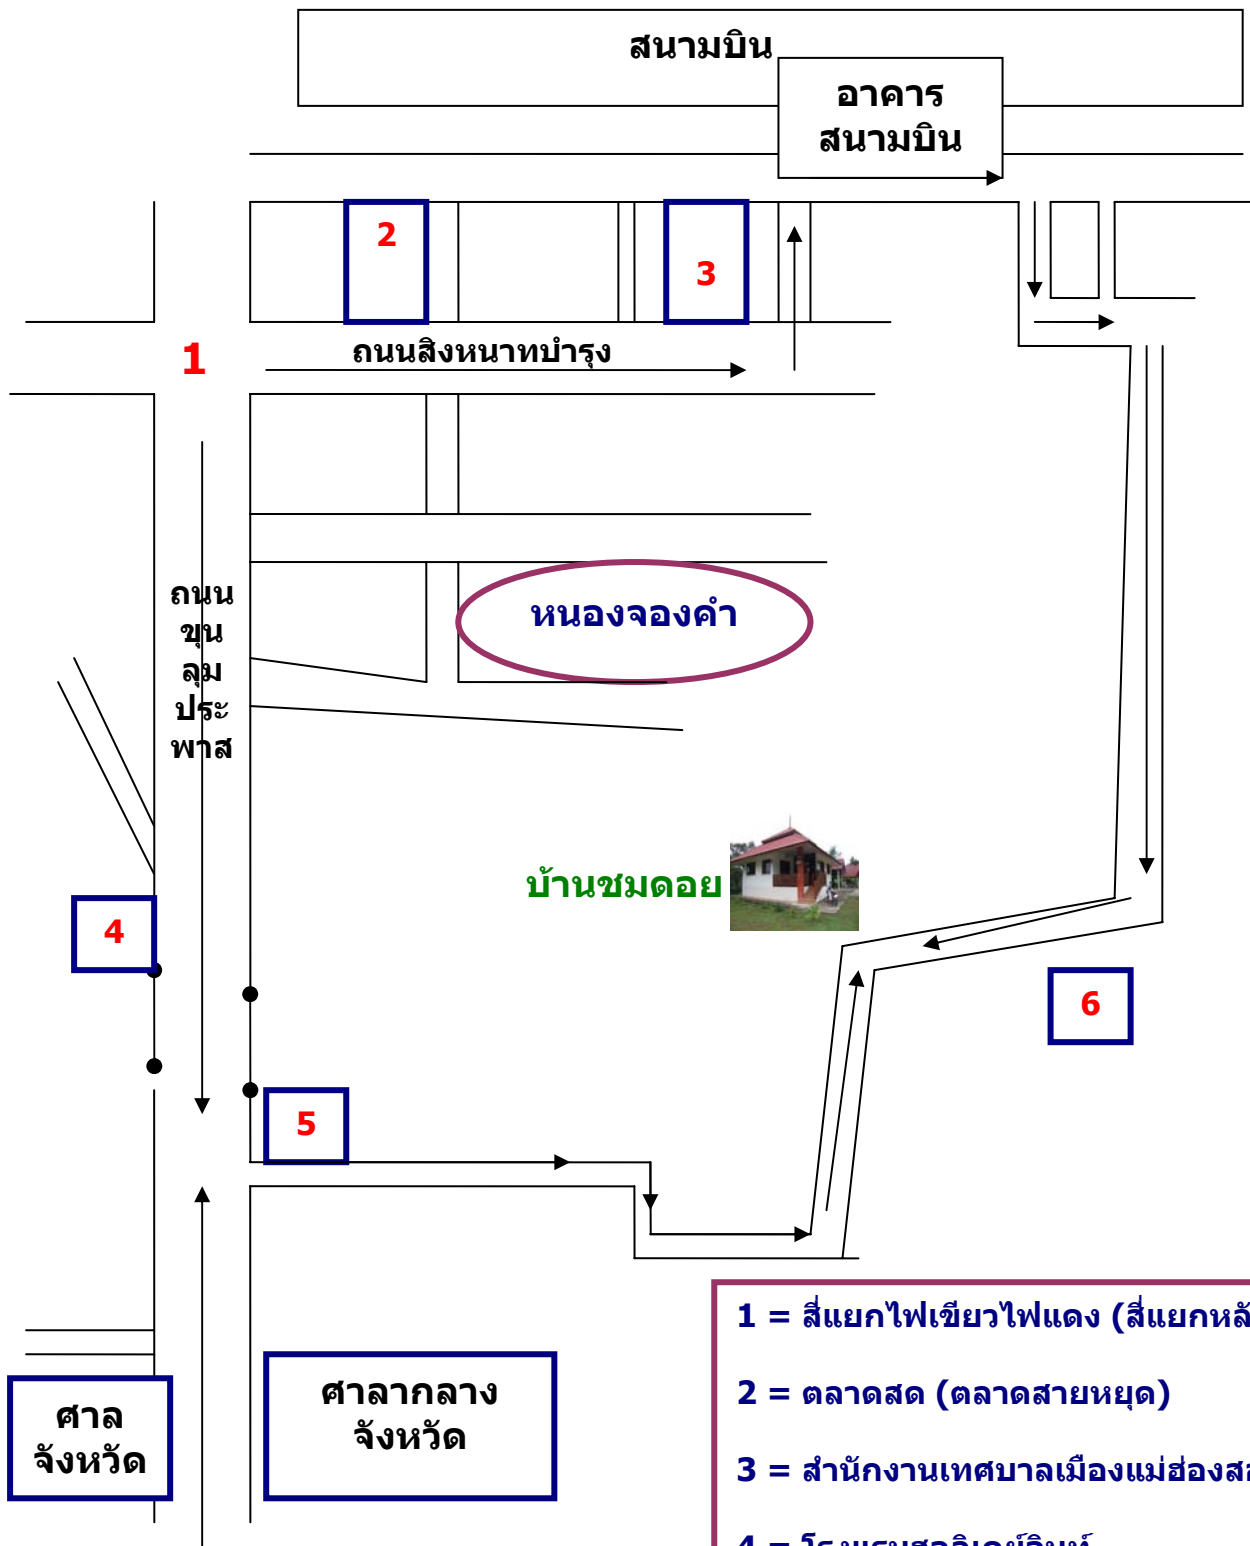 สนามบิน
อาคาร
สนามบิน
2
3
1
ถนนสิงหนาทบำรุง
ถนน
ขุน
ลุม
ประ
พาส
หนองจองคำ
บ้านชมดอย
4
6
5
ศาล
จังหวัด
ศาลากลาง
จังหวัด
1 = สี่แยกไฟเขียวไฟแดง (สี่แยกหลั
2 = ตลาดสด (ตลาดสายหยุด)
3 = สำนักงานเทศบาลเมืองแม่ฮ่องสอ
4 =